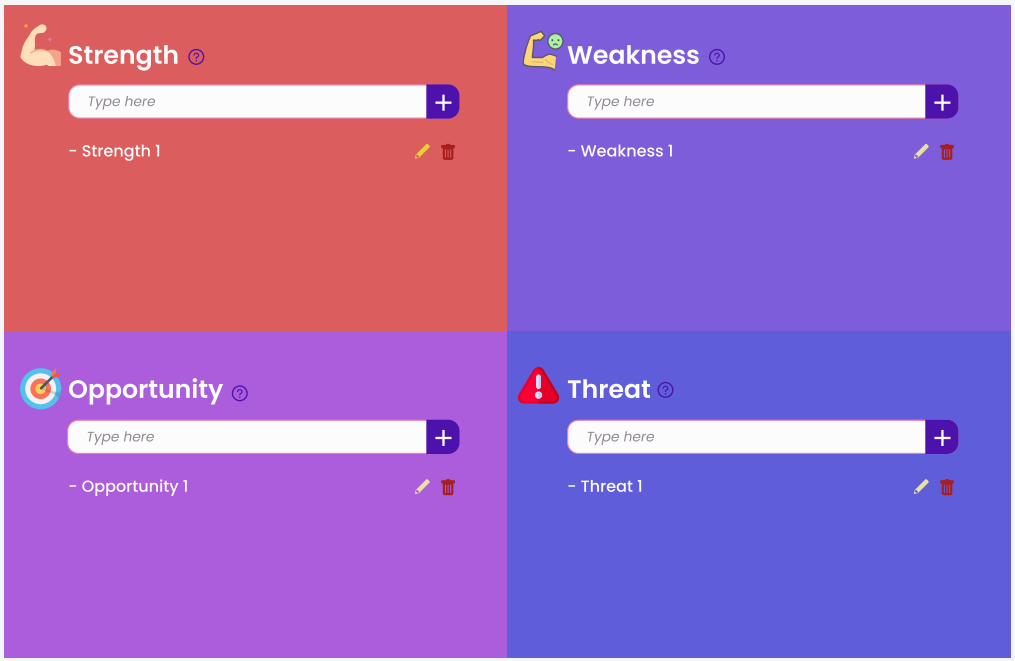 Strength ?
Type here
- Strength 1
Weakness ?
Type here
- Weakness 1
Opportunity ?
Type here
- Opportunity 1
Threat ?
Type here
- Threat 1